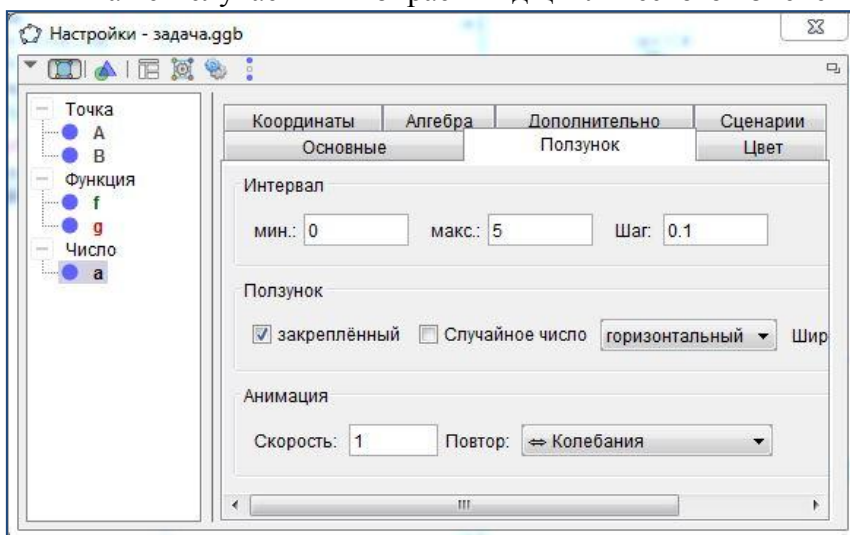 Настройки - задача.ggb
Точка
A
B
Функция
f
g
Число
a
Координаты Алгебра Дополнительно Сценарии
Основные Ползунок Цвет
Интервал
мин.: 0 макс.: 5 Шаг: 0.1
Ползунок
закреплённый Случайное число горизонтальный Шир
Анимация
Скорость: 1 Повтор: ⇔ Колебания